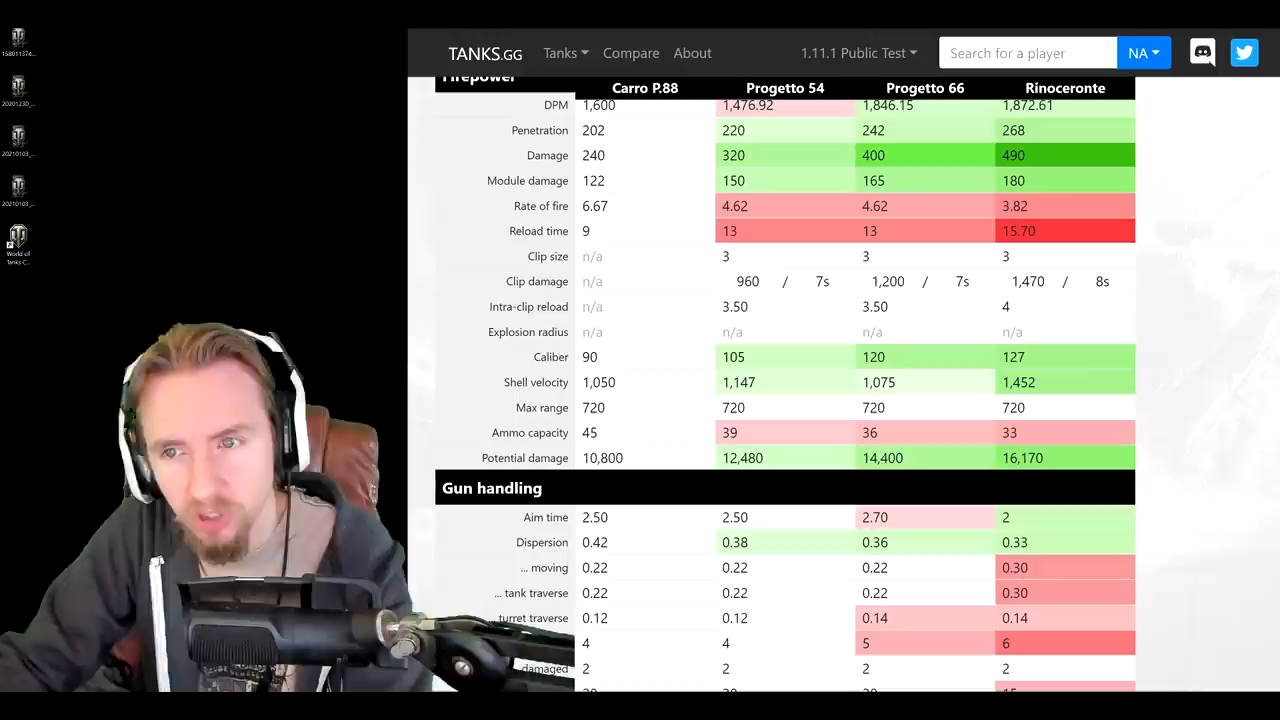 158011374...
20201230_...
20210103_...
20210103_...
World of
Tanks C...
TANKS.GG Tanks Compare About 1.11.1 Public Test Search for a player NA
Firepower
Carro P.88 Progetto 54 Progetto 66 Rinoceronte
DPM 1,600 1,476.92 1,846.15 1,872.61
Penetration 202 220 242 268
Damage 240 320 400 490
Module damage 122 150 165 180
Rate of fire 6.67 4.62 4.62 3.82
Reload time 9 13 13 15.70
Clip size n/a 3 3 3
Clip damage n/a 960 / 7s 1,200 / 7s 1,470 / 8s
Intra-clip reload n/a 3.50 3.50 4
Explosion radius n/a n/a n/a n/a
Caliber 90 105 120 127
Shell velocity 1,050 1,147 1,075 1,452
Max range 720 720 720 720
Ammo capacity 45 39 36 33
Potential damage 10,800 12,480 14,400 16,170
Gun handling
Aim time 2.50 2.50 2.70 2
Dispersion 0.42 0.38 0.36 0.33
... moving 0.22 0.22 0.22 0.30
... tank traverse 0.22 0.22 0.22 0.30
turret traverse 0.12 0.12 0.14 0.14
4 4 5 6
damaged 2 2 2 2